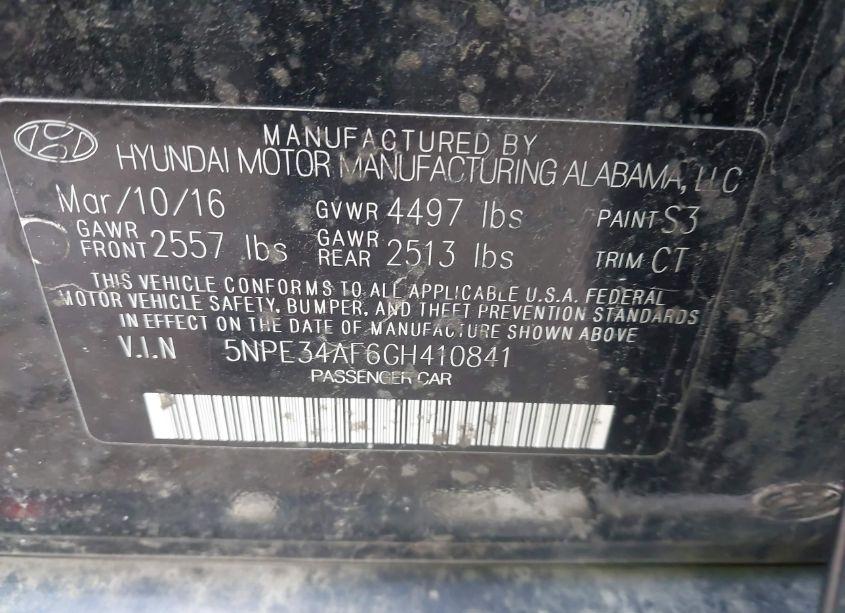 MANUFACTURED BY
HYUNDAI MOTOR MANUFACTURING ALABAMA, LLC
Mar/10/16 GVWR 4497 lbs PAINT S3
GAWR FRONT 2557 lbs GAWR REAR 2513 lbs TRIM CT
THIS VEHICLE CONFORMS TO ALL APPLICABLE U.S.A. FEDERAL
MOTOR VEHICLE SAFETY, BUMPER, AND THEFT PREVENTION STANDARDS
IN EFFECT ON THE DATE OF MANUFACTURE SHOWN ABOVE
V.I.N 5NPE34AF6GH410841
PASSENGER CAR